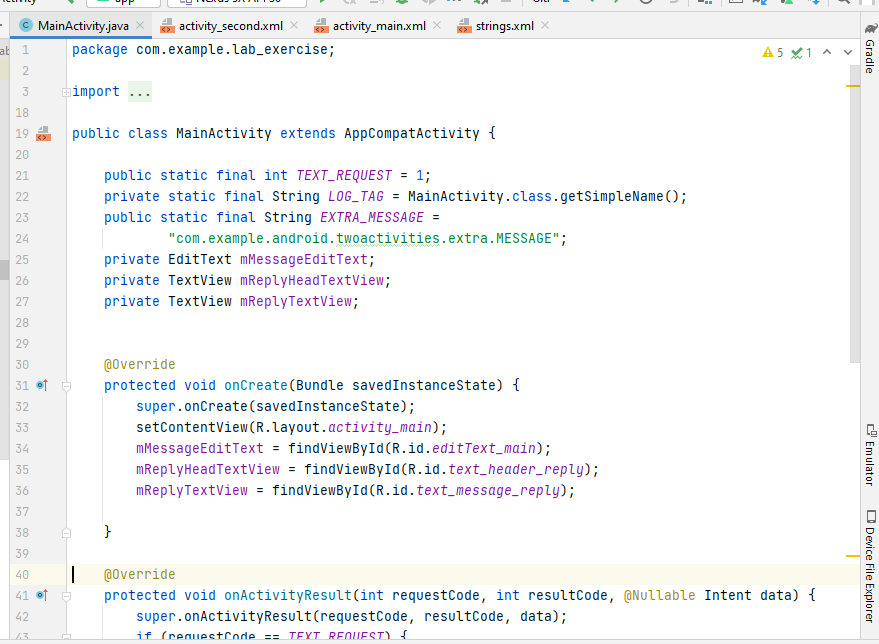 MainActivity.java
activity_second.xml
activity_main.xml
strings.xml
1 package com.example.lab_exercise;
5 1
2
3 import ...
18
19 public class MainActivity extends AppCompatActivity {
20
21 public static final int TEXT_REQUEST = 1;
22 private static final String LOG_TAG = MainActivity.class.getSimpleName();
23 public static final String EXTRA_MESSAGE =
24 "com.example.android.twoactivities.extra.MESSAGE";
25 private EditText mMessageEditText;
26 private TextView mReplyHeadTextView;
27 private TextView mReplyTextView;
28
29
30 @Override
31 protected void onCreate(Bundle savedInstanceState) {
32 super.onCreate(savedInstanceState);
33 setContentView(R.layout.activity_main);
34 mMessageEditText = findViewById(R.id.editText_main);
35 mReplyHeadTextView = findViewById(R.id.text_header_reply);
36 mReplyTextView = findViewById(R.id.text_message_reply);
37
38 }
39
40 @Override
41 protected void onActivityResult(int requestCode, int resultCode, @Nullable Intent data) {
42 super.onActivityResult(requestCode, resultCode, data);
43 if (requestCode == TEXT_REQUEST) {
Gradle
Emulator
Device File Explorer